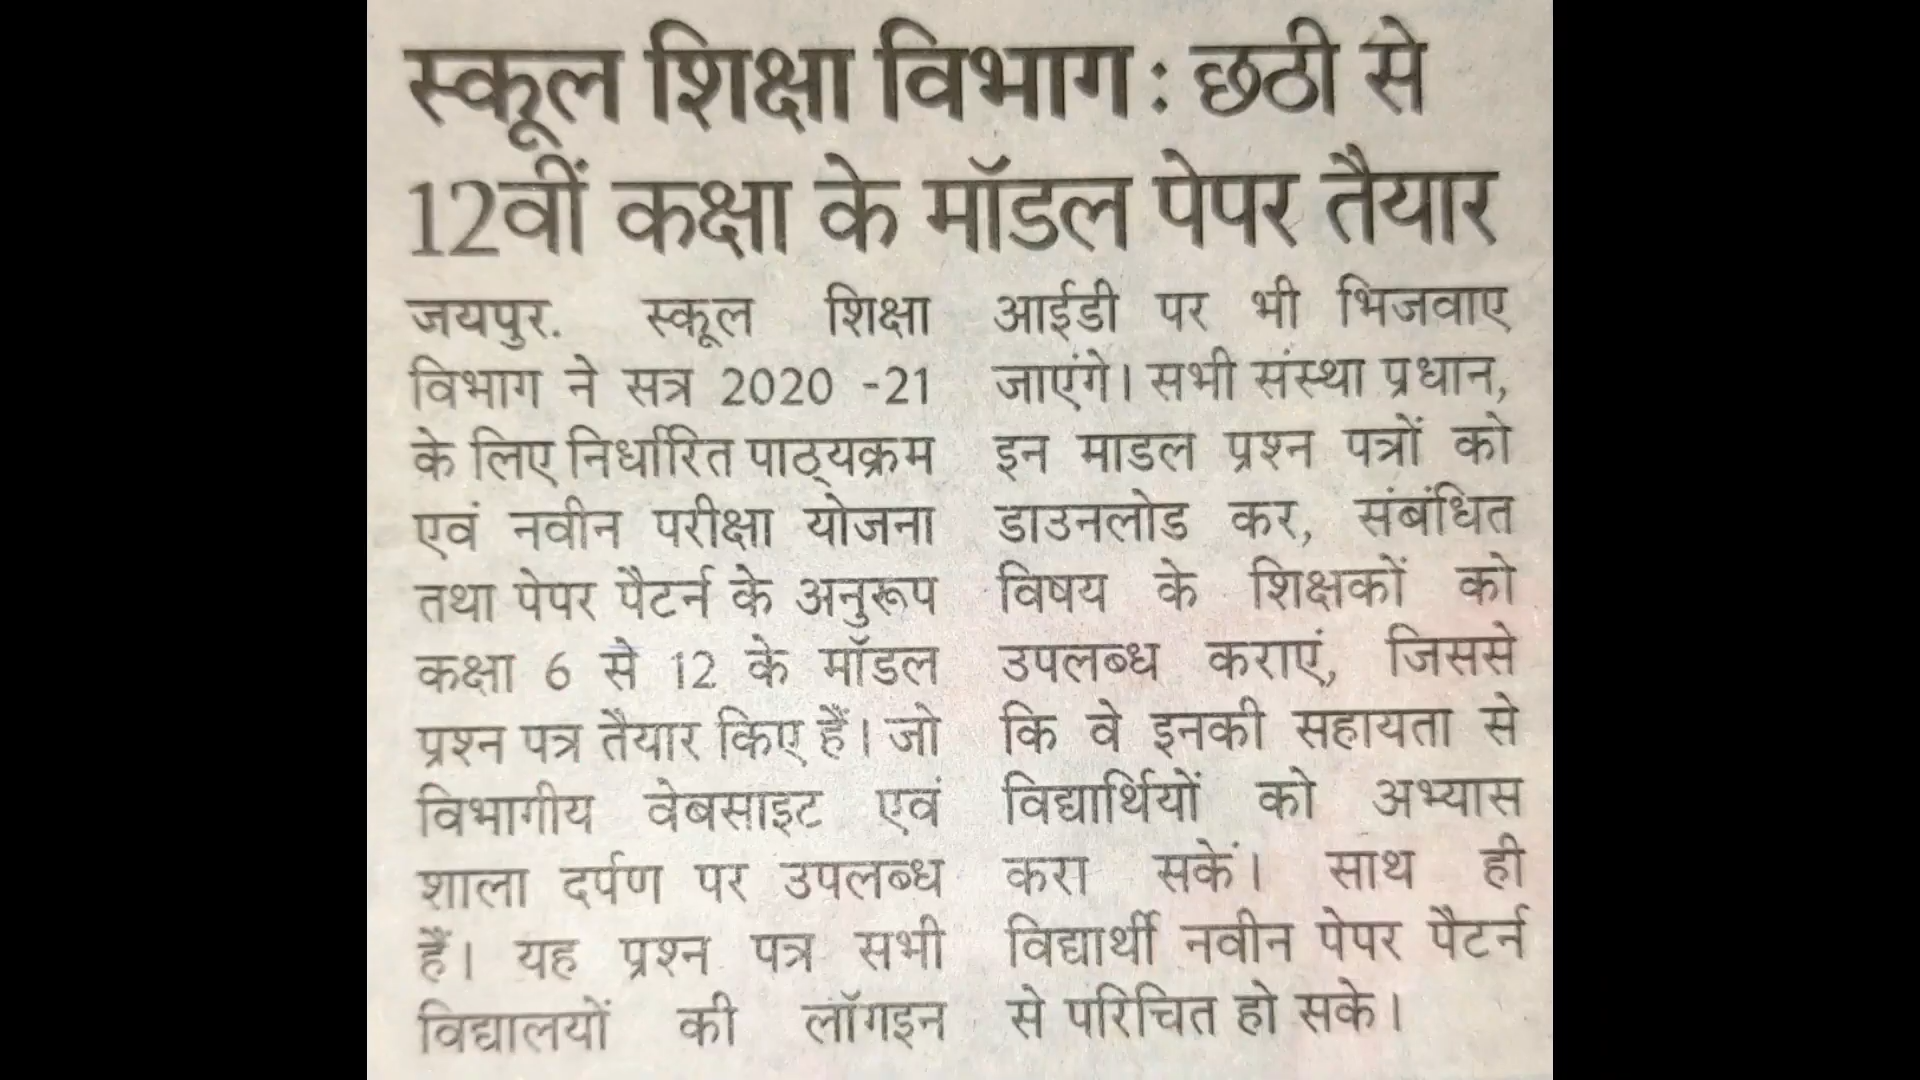 स्कूल शिक्षा विभाग : छठी से
12वीं कक्षा के मॉडल पेपर तैयार
जयपुर. स्कूल शिक्षा
विभाग ने सत्र 2020 -21
के लिए निर्धारित पाठ्यक्रम
एवं नवीन परीक्षा योजना
तथा पेपर पैटर्न के अनुरूप
कक्षा 6 से 12 के मॉडल
प्रश्न पत्र तैयार किए हैं। जो
विभागीय वेबसाइट एवं
शाला दर्पण पर उपलब्ध
हैं। यह प्रश्न पत्र सभी
विद्यालयों की लॉगइन
आईडी पर भी भिजवाए
जाएंगे। सभी संस्था प्रधान,
इन माडल प्रश्न पत्रों को
डाउनलोड कर, संबंधित
विषय के शिक्षकों को
उपलब्ध कराएं, जिससे
कि वे इनकी सहायता से
विद्यार्थियों को अभ्यास
करा सकें। साथ ही
विद्यार्थी नवीन पेपर पैटर्न
से परिचित हो सके।